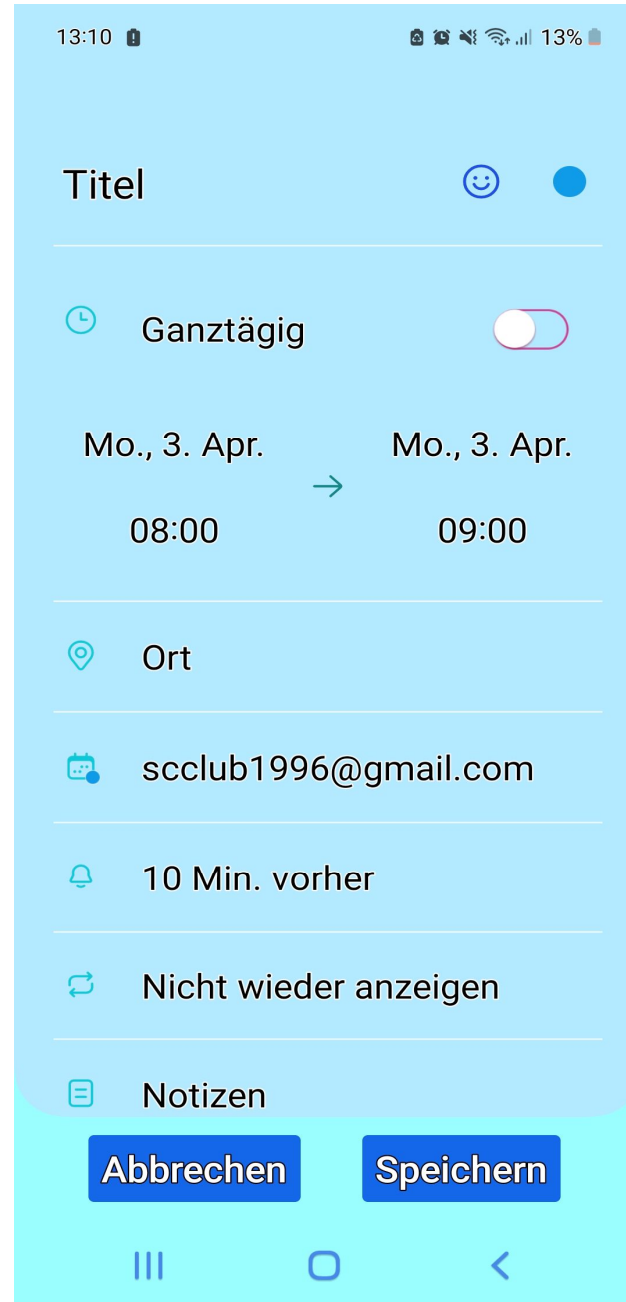 13:10 13%
Titel
Ganztägig
Mo., 3. Apr. Mo., 3. Apr.
08:00 09:00
Ort
scclub1996@gmail.com
10 Min. vorher
Nicht wieder anzeigen
Notizen
Abbrechen Speichern